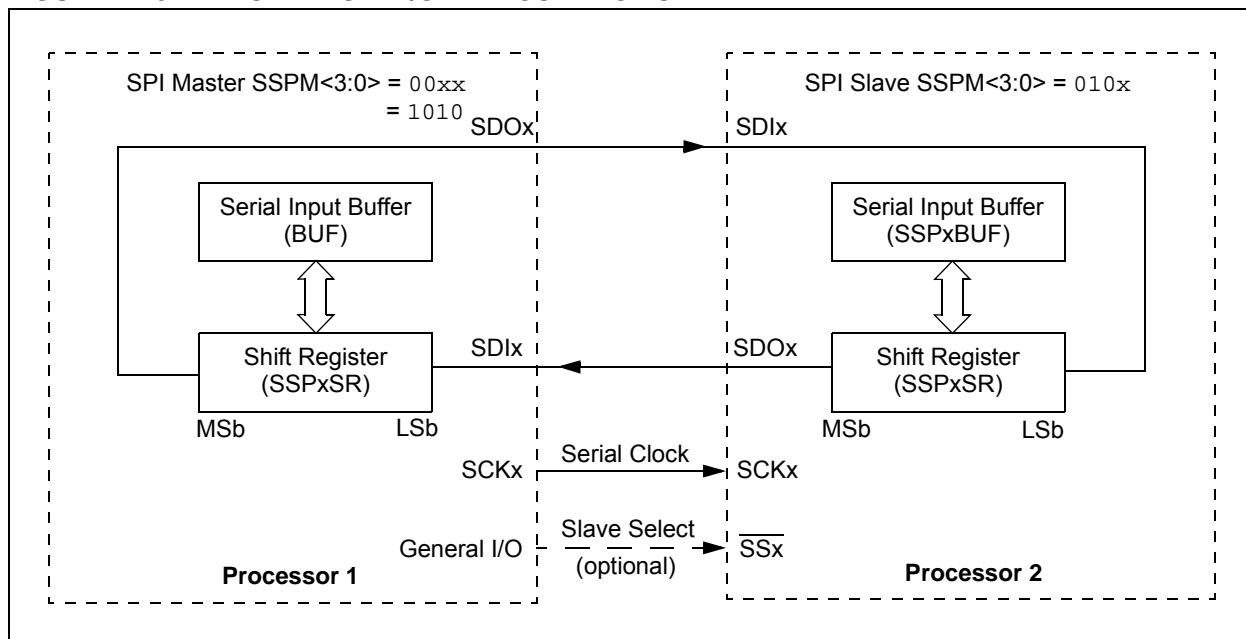 SPI Master SSPM<3:0> = 00xx
= 1010
SPI Slave SSPM<3:0> = 010x
SDOx
SDIx
Serial Input Buffer
(BUF)
Serial Input Buffer
(SSPxBUF)
Shift Register
(SSPxSR)
MSb
LSb
SDIx
SDOx
Shift Register
(SSPxSR)
MSb
LSb
SCKx
Serial Clock
SCKx
General I/O
Slave Select
(optional)
SSx
Processor 1
Processor 2